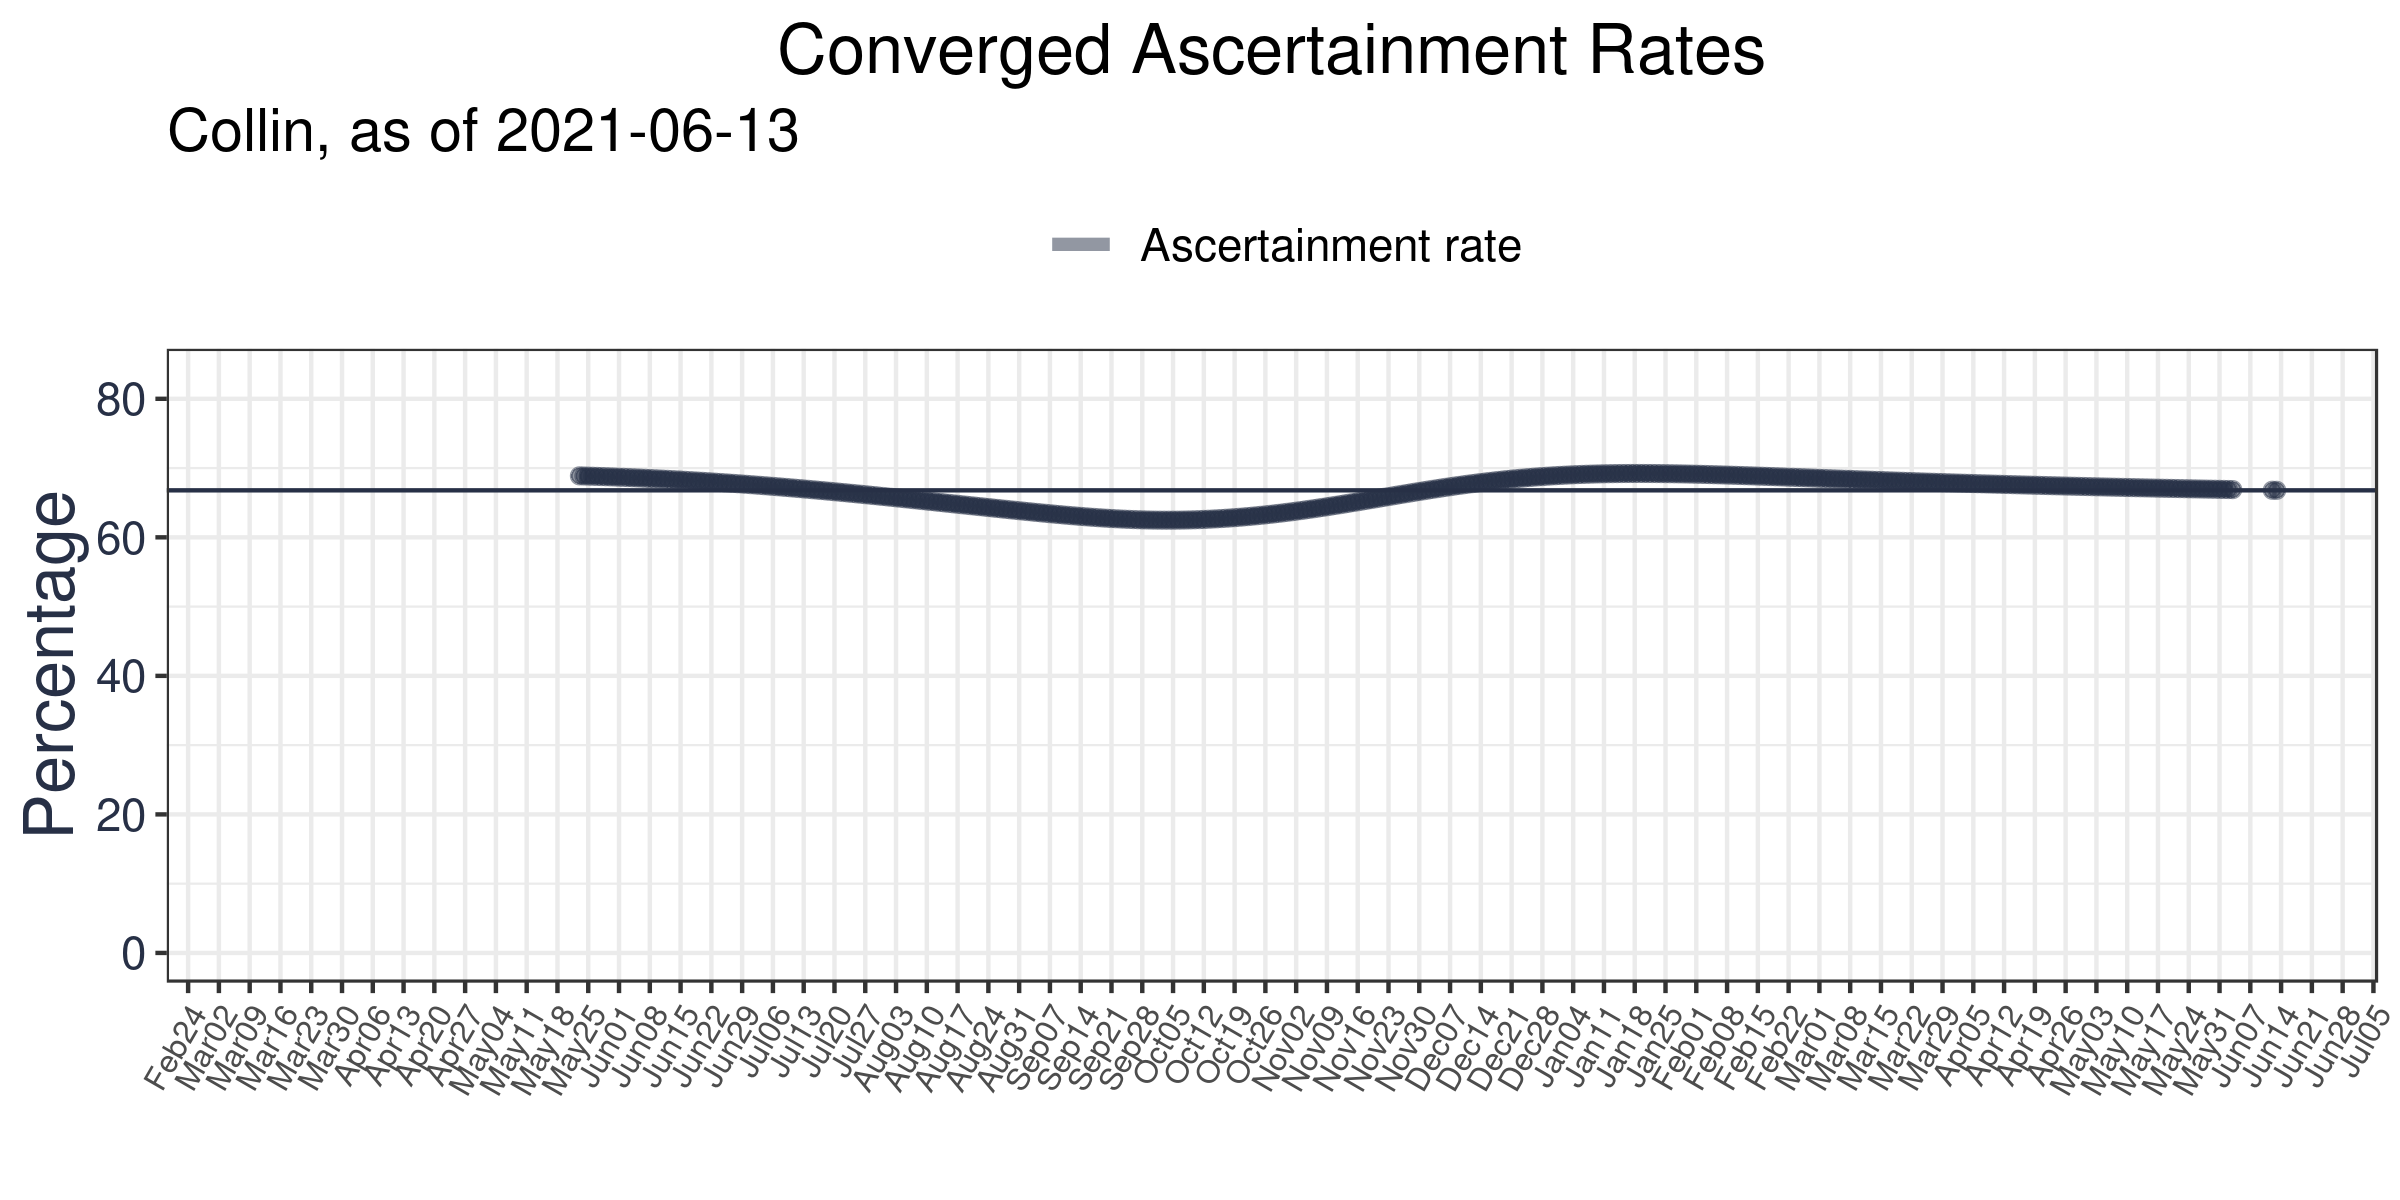 Converged Ascertainment Rates
Collin, as of 2021-06-13
Ascertainment rate
Percentage
80
60
40
20
0
Feb24 Mar02 Mar09 Mar16 Mar23 Mar30 Apr06 Apr13 Apr20 Apr27 May04 May11 May18 May25 Jun01 Jun08 Jun15 Jun22 Jun29 Jul06 Jul13 Jul20 Jul27 Aug03 Aug10 Aug17 Aug24 Aug31 Sep07 Sep14 Sep21 Sep28 Oct05 Oct12 Oct19 Oct26 Nov02 Nov09 Nov16 Nov23 Nov30 Dec07 Dec14 Dec21 Dec28 Jan04 Jan11 Jan18 Jan25 Feb01 Feb08 Feb15 Feb22 Mar01 Mar08 Mar15 Mar22 Mar29 Apr05 Apr12 Apr19 Apr26 May03 May10 May17 May24 May31 Jun07 Jun14 Jun21 Jun28 Jul05